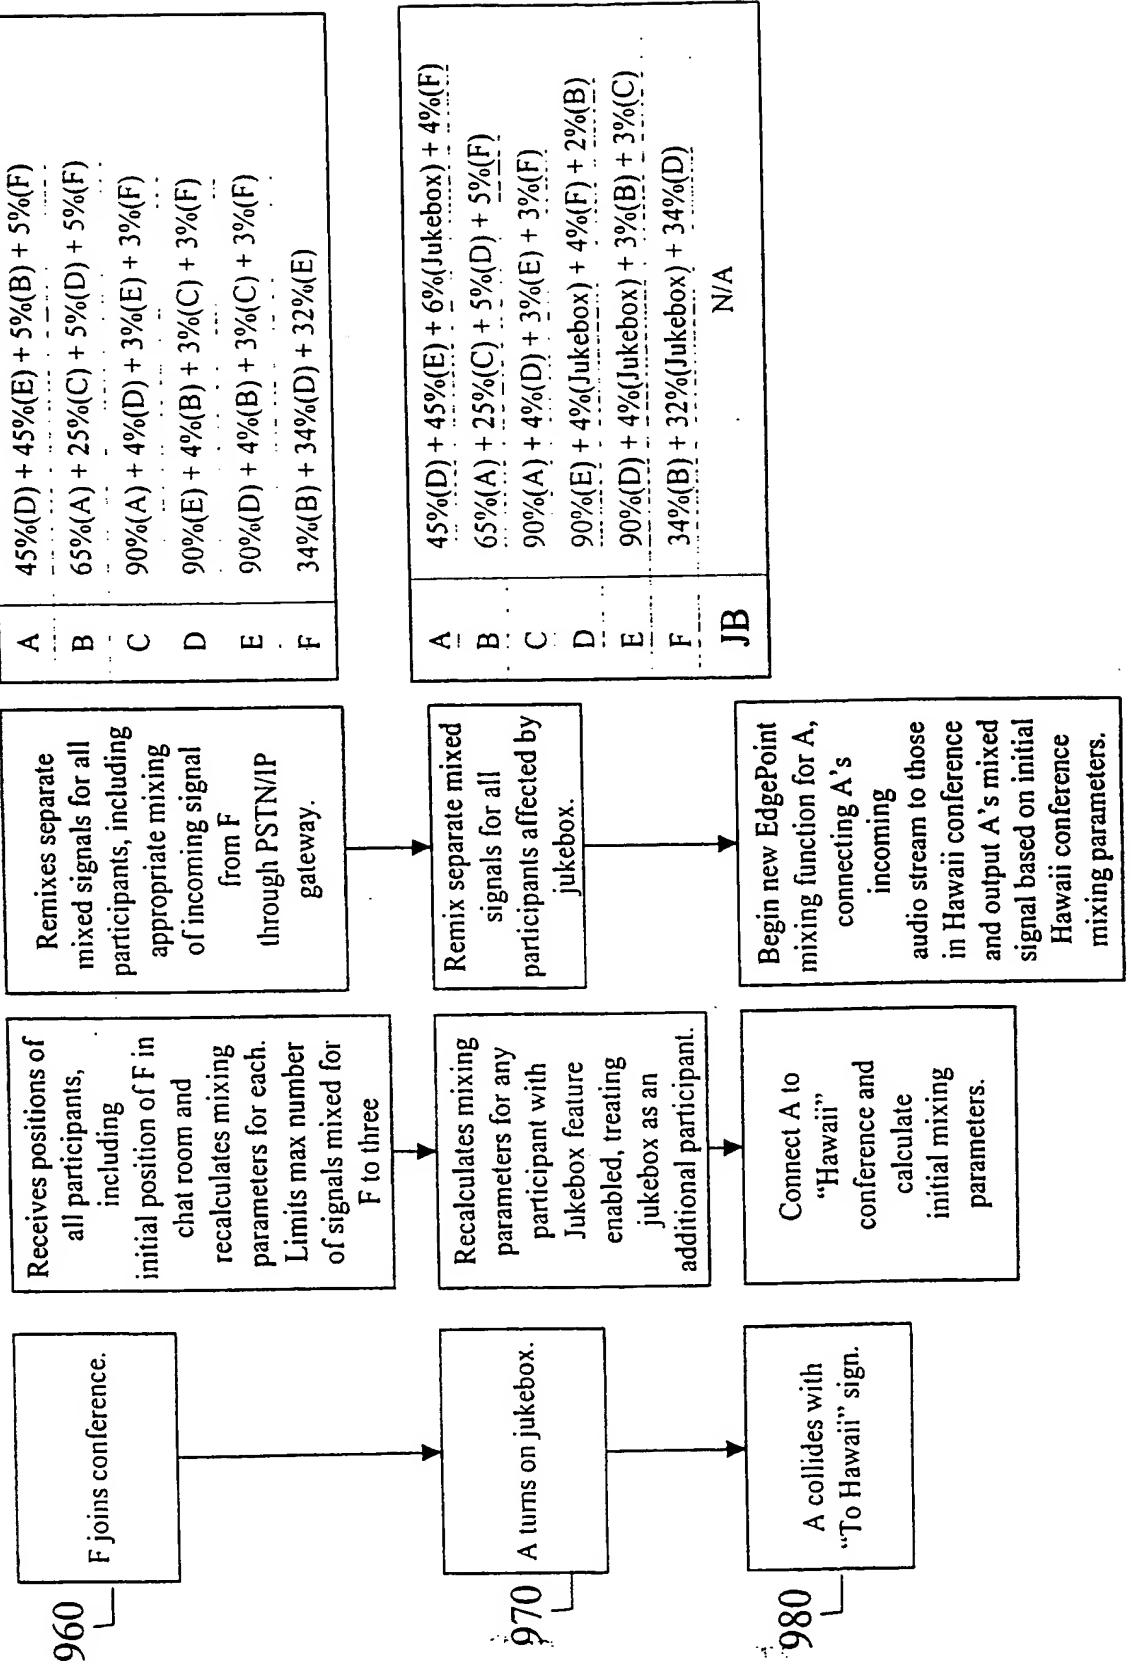 960
F joins conference.
Receives positions of
all participants,
including
initial position of F in
chat room and
recalculates mixing
parameters for each.
Limits max number
of signals mixed for
F to three
Remixes separate
mixed signals for all
participants, including
appropriate mixing
of incoming signal
from F
through PSTN/IP
gateway.
A 45%(D) + 45%(E) + 5%(B) + 5%(F)
B 65%(A) + 25%(C) + 5%(D) + 5%(F)
C 90%(A) + 4%(D) + 3%(E) + 3%(F)
D 90%(E) + 4%(B) + 3%(C) + 3%(F)
E 90%(D) + 4%(B) + 3%(C) + 3%(F)
F 34%(B) + 34%(D) + 32%(E)
970
A turns on jukebox.
Recalculates mixing
parameters for any
participant with
Jukebox feature
enabled, treating
jukebox as an
additional participant.
Remix separate mixed
signals for all
participants affected by
jukebox.
A 45%(D) + 45%(E) + 6%(Jukebox) + 4%(F)
B 65%(A) + 25%(C) + 5%(D) + 5%(F)
C 90%(A) + 4%(D) + 3%(E) + 3%(F)
D 90%(E) + 4%(Jukebox) + 4%(F) + 2%(B)
E 90%(D) + 4%(Jukebox) + 3%(B) + 3%(C)
F 34%(B) + 32%(Jukebox) + 34%(D)
JB N/A
980
A collides with
“To Hawaii” sign.
Connect A to
“Hawaii”
conference and
calculate
initial mixing
parameters.
Begin new EdgePoint
mixing function for A,
connecting A's
incoming
audio stream to those
in Hawaii conference
and output A's mixed
signal based on initial
Hawaii conference
mixing parameters.